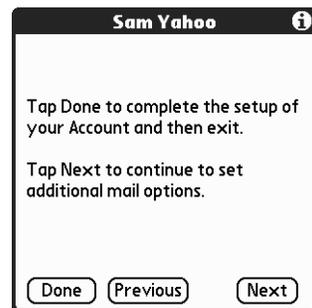 Sam Yahoo
Tap Done to complete the setup of
your Account and then exit.
Tap Next to continue to set
additional mail options.
Done Previous Next